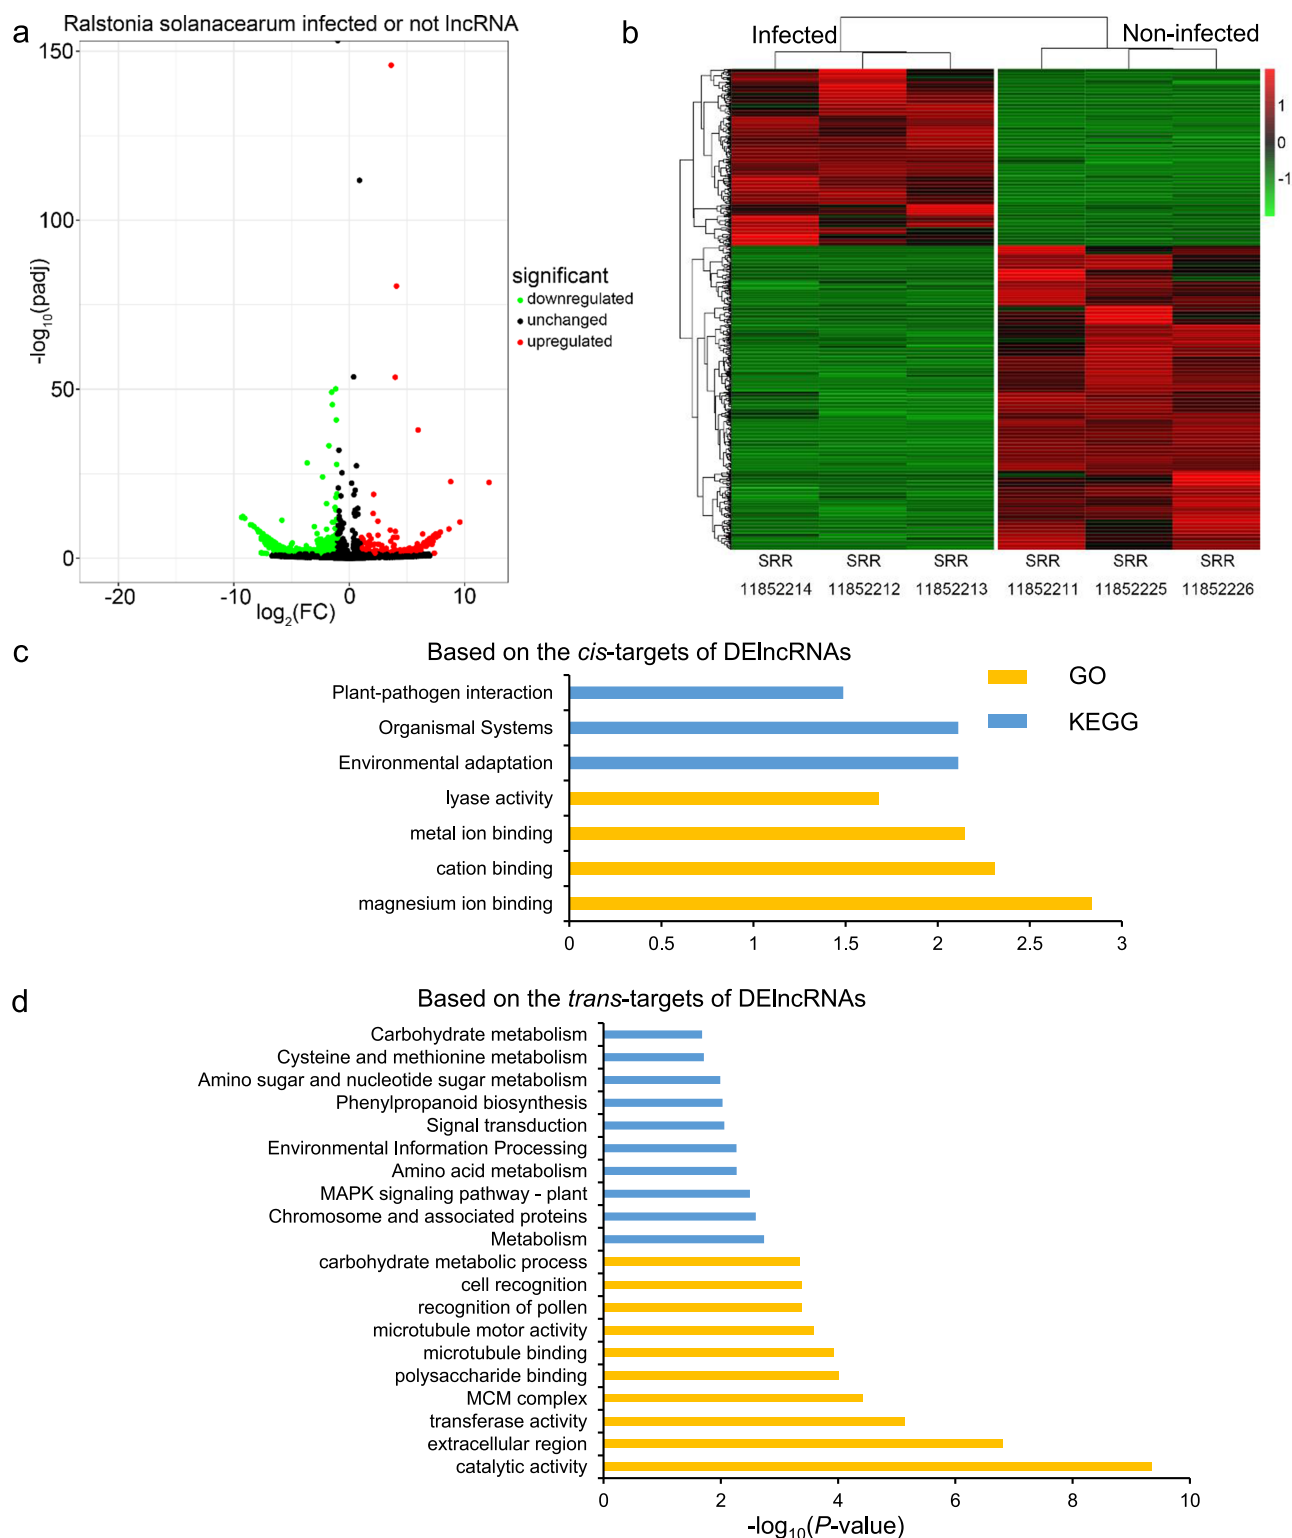 a
Ralstonia solanacearum infected or not lncRNA
150
100
50
0
-log10(padj)
-20
-10
0
10
log2(FC)
significant
downregulated
unchanged
upregulated
b
Infected
Non-infected
1
0
-1
SRR 11852214
SRR 11852212
SRR 11852213
SRR 11852211
SRR 11852225
SRR 11852226
c
Based on the cis-targets of DElncRNAs
GO
KEGG
Plant-pathogen interaction
Organismal Systems
Environmental adaptation
lyase activity
metal ion binding
cation binding
magnesium ion binding
0 0.5 1 1.5 2 2.5 3
d
Based on the trans-targets of DElncRNAs
Carbohydrate metabolism
Cysteine and methionine metabolism
Amino sugar and nucleotide sugar metabolism
Phenylpropanoid biosynthesis
Signal transduction
Environmental Information Processing
Amino acid metabolism
MAPK signaling pathway - plant
Chromosome and associated proteins
Metabolism
carbohydrate metabolic process
cell recognition
recognition of pollen
microtubule motor activity
microtubule binding
polysaccharide binding
MCM complex
transferase activity
extracellular region
catalytic activity
0 2 4 6 8 10
-log10(P-value)